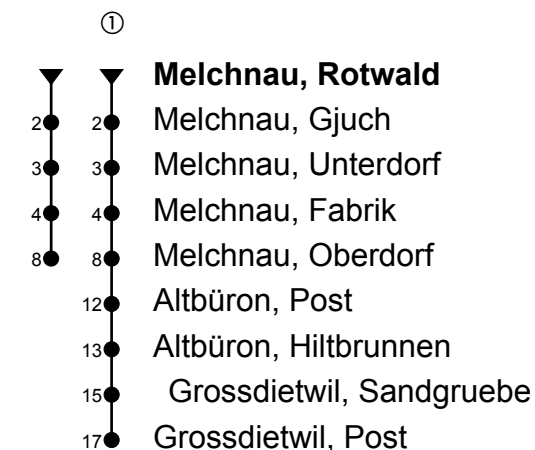 ①
Melchnau, Rotwald
2 2 Melchnau, Gjuch
3 3 Melchnau, Unterdorf
4 4 Melchnau, Fabrik
8 8 Melchnau, Oberdorf
12 Altbüron, Post
13 Altbüron, Hiltbrunnen
15 Grossdietwil, Sandgruebe
17 Grossdietwil, Post